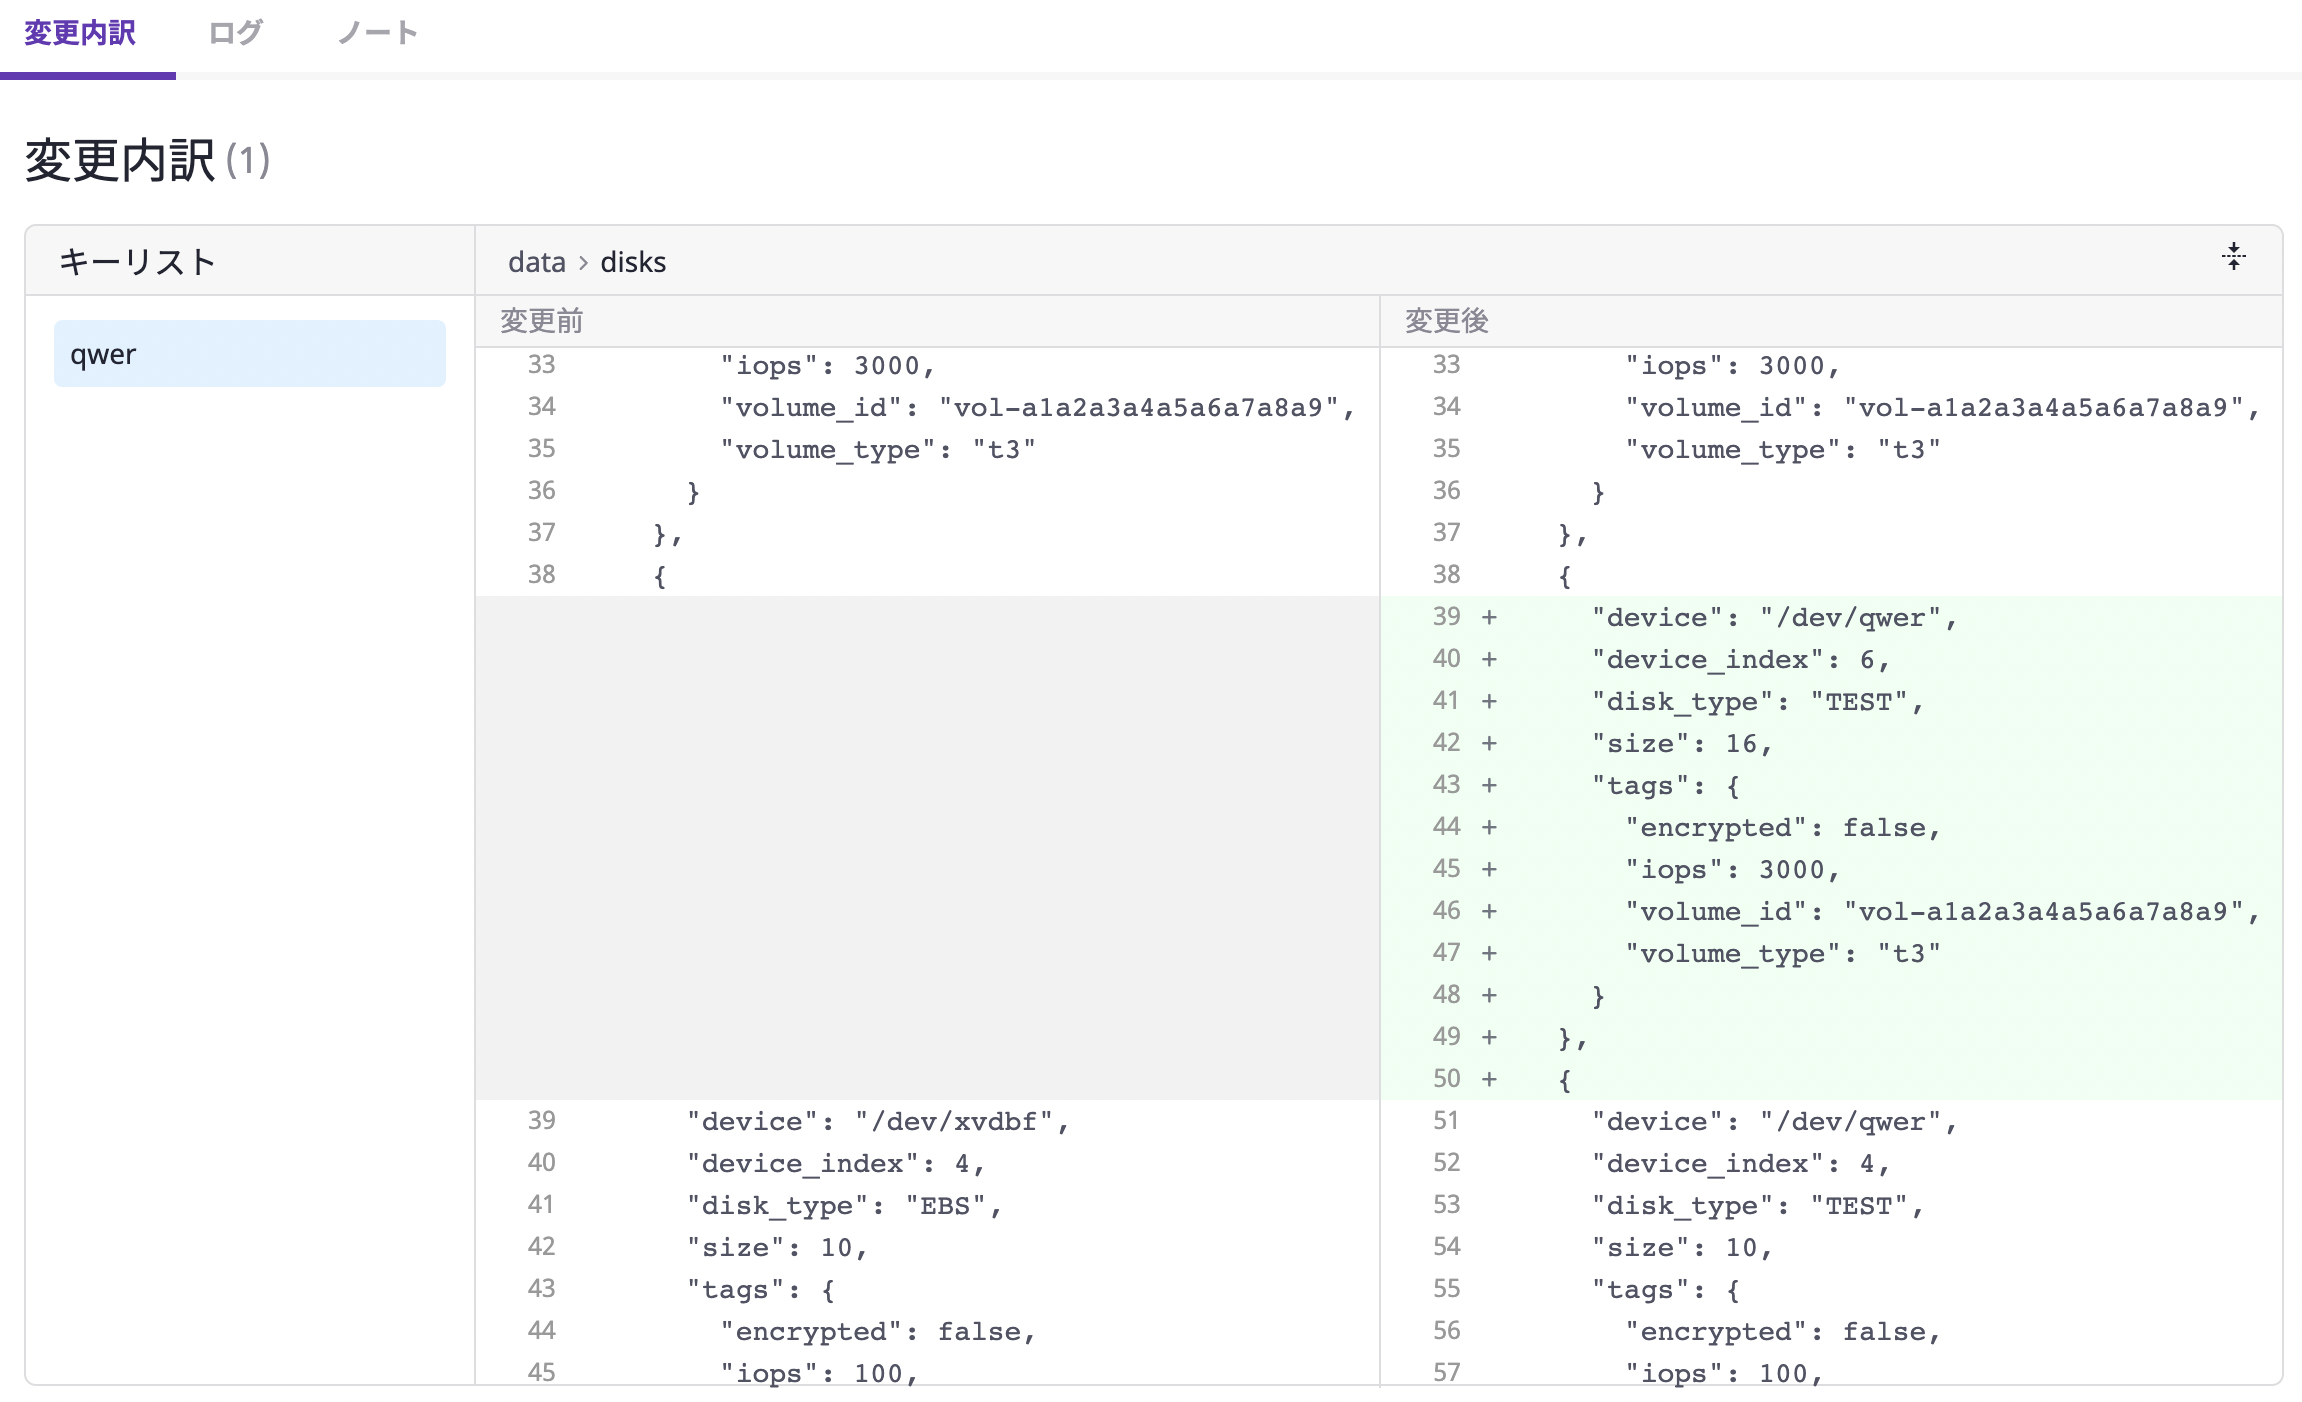 変更内訳 ログ ノート
変更内訳 (1)
キーリスト
qwer
data > disks
変更前
33 "iops": 3000,
34 "volume_id": "vol-a1a2a3a4a5a6a7a8a9",
35 "volume_type": "t3"
36 }
37 },
38 {
39 "device": "/dev/xvdbf",
40 "device_index": 4,
41 "disk_type": "EBS",
42 "size": 10,
43 "tags": {
44 "encrypted": false,
45 "iops": 100,
変更後
33 "iops": 3000,
34 "volume_id": "vol-a1a2a3a4a5a6a7a8a9",
35 "volume_type": "t3"
36 }
37 },
38 {
39 + "device": "/dev/qwer",
40 + "device_index": 6,
41 + "disk_type": "TEST",
42 + "size": 16,
43 + "tags": {
44 + "encrypted": false,
45 + "iops": 3000,
46 + "volume_id": "vol-a1a2a3a4a5a6a7a8a9",
47 + "volume_type": "t3"
48 + }
49 + },
50 + {
51 "device": "/dev/qwer",
52 "device_index": 4,
53 "disk_type": "TEST",
54 "size": 10,
55 "tags": {
56 "encrypted": false,
57 "iops": 100,